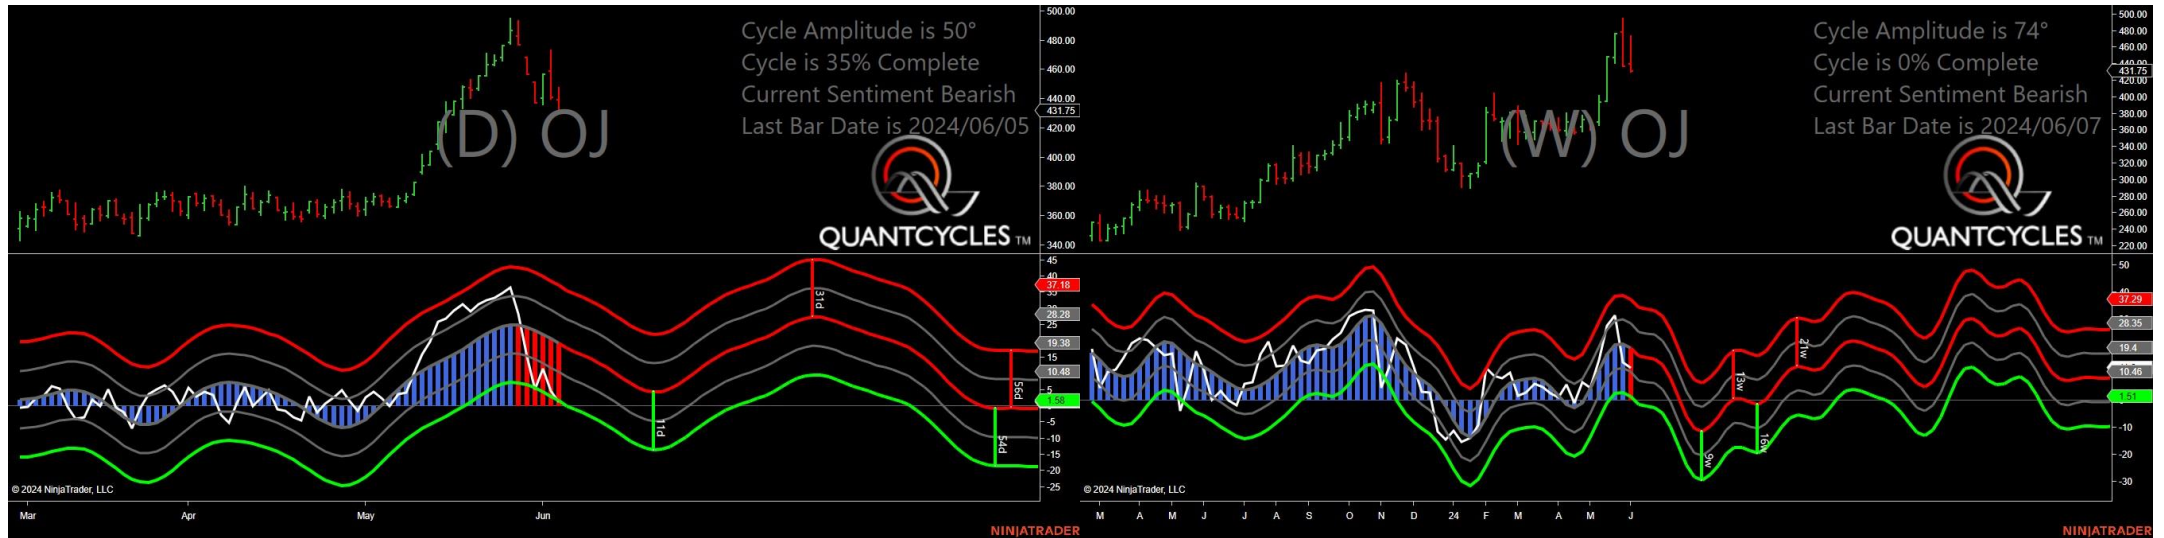 Cycle Amplitude is 50°
Cycle is 35% Complete
Current Sentiment Bearish
Last Bar Date is 2024/06/05
(D) OJ
QUANTCYCLES TM
500.00
480.00
460.00
440.00
431.75
420.00
400.00
380.00
360.00
340.00
45
40
37.18
35
28.28
25
19.38
15
10.48
5
1.58
-5
-10
-15
-20
-25
11d
31d
54d
56d
© 2024 NinjaTrader, LLC
Mar Apr May Jun
NINJATRADER
Cycle Amplitude is 74°
Cycle is 0% Complete
Current Sentiment Bearish
Last Bar Date is 2024/06/07
(W) OJ
QUANTCYCLES TM
500.00
480.00
460.00
440.00
431.75
420.00
400.00
380.00
360.00
340.00
320.00
300.00
280.00
260.00
240.00
220.00
50
40
37.29
28.35
19.4
10.46
1.51
-10
-20
-30
9w
13w
16w
21w
© 2024 NinjaTrader, LLC
M A M J J A S O N D 24 F M A M J
NINJATRADER